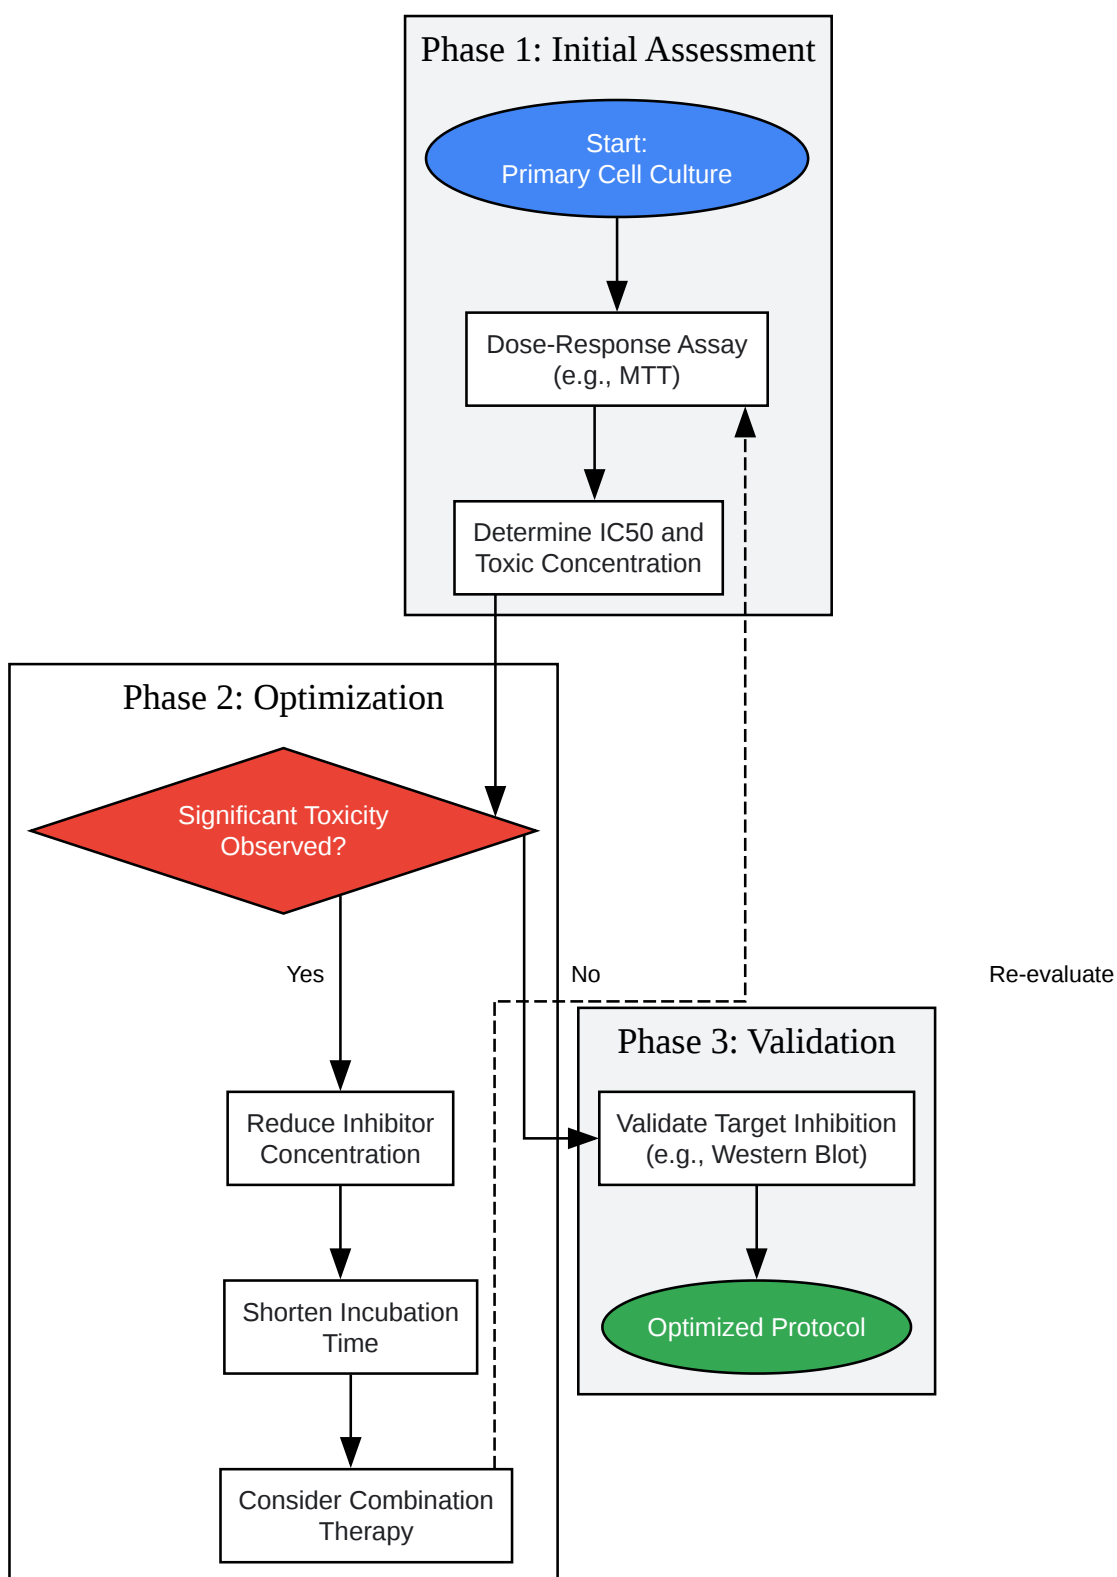 Phase 1: Initial Assessment
Start:
Primary Cell Culture
Dose-Response Assay
(e.g., MTT)
Determine IC50 and
Toxic Concentration
Phase 2: Optimization
Significant Toxicity
Observed?
Yes
No
Re-evaluate
Phase 3: Validation
Reduce Inhibitor
Concentration
Validate Target Inhibition
(e.g., Western Blot)
Shorten Incubation
Time
Optimized Protocol
Consider Combination
Therapy